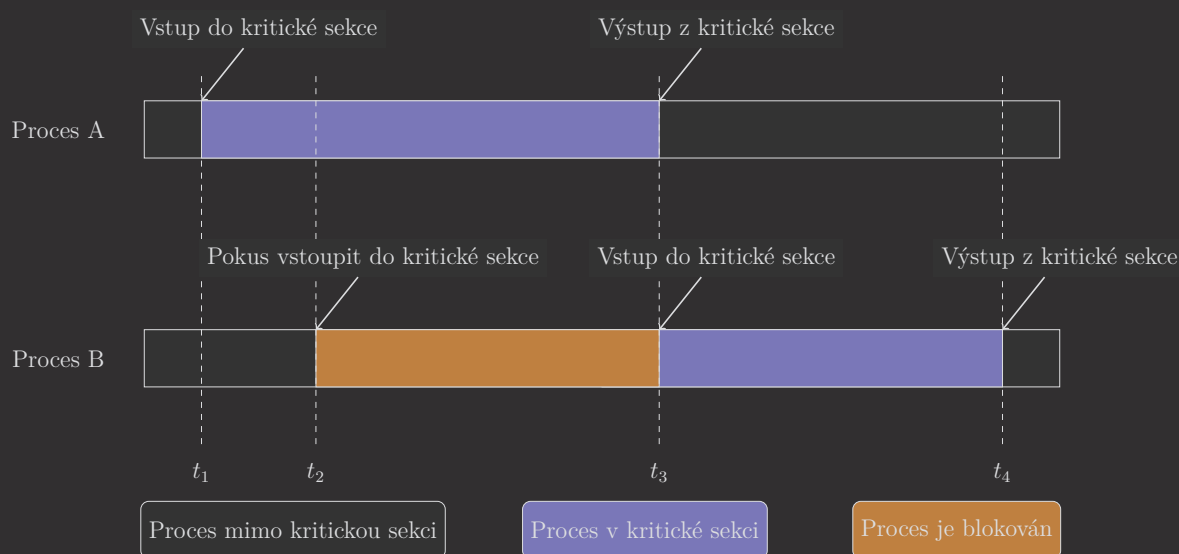 Vstup do kritické sekce
Výstup z kritické sekce
Proces A
Pokus vstoupit do kritické sekce
Vstup do kritické sekce
Výstup z kritické sekce
Proces B
t₁
t₂
t₃
t₄
Proces mimo kritickou sekci
Proces v kritické sekci
Proces je blokován